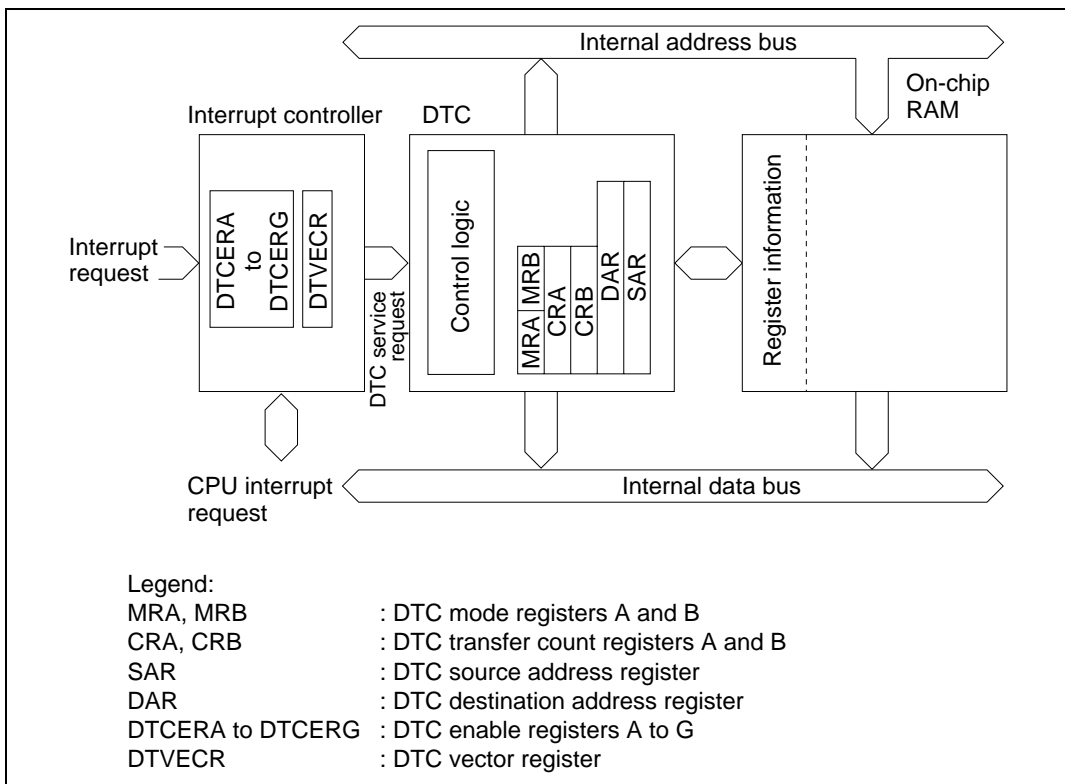 Internal address bus
On-chip
RAM
Interrupt controller
DTC
Interrupt
request
DTCERA
to
DTCERG
DTVECR
DTC service
request
Control logic
MRA
MRB
CRA
CRB
DAR
SAR
Register information
CPU interrupt
request
Internal data bus
Legend:
MRA, MRB : DTC mode registers A and B
CRA, CRB : DTC transfer count registers A and B
SAR : DTC source address register
DAR : DTC destination address register
DTCERA to DTCERG : DTC enable registers A to G
DTVECR : DTC vector register